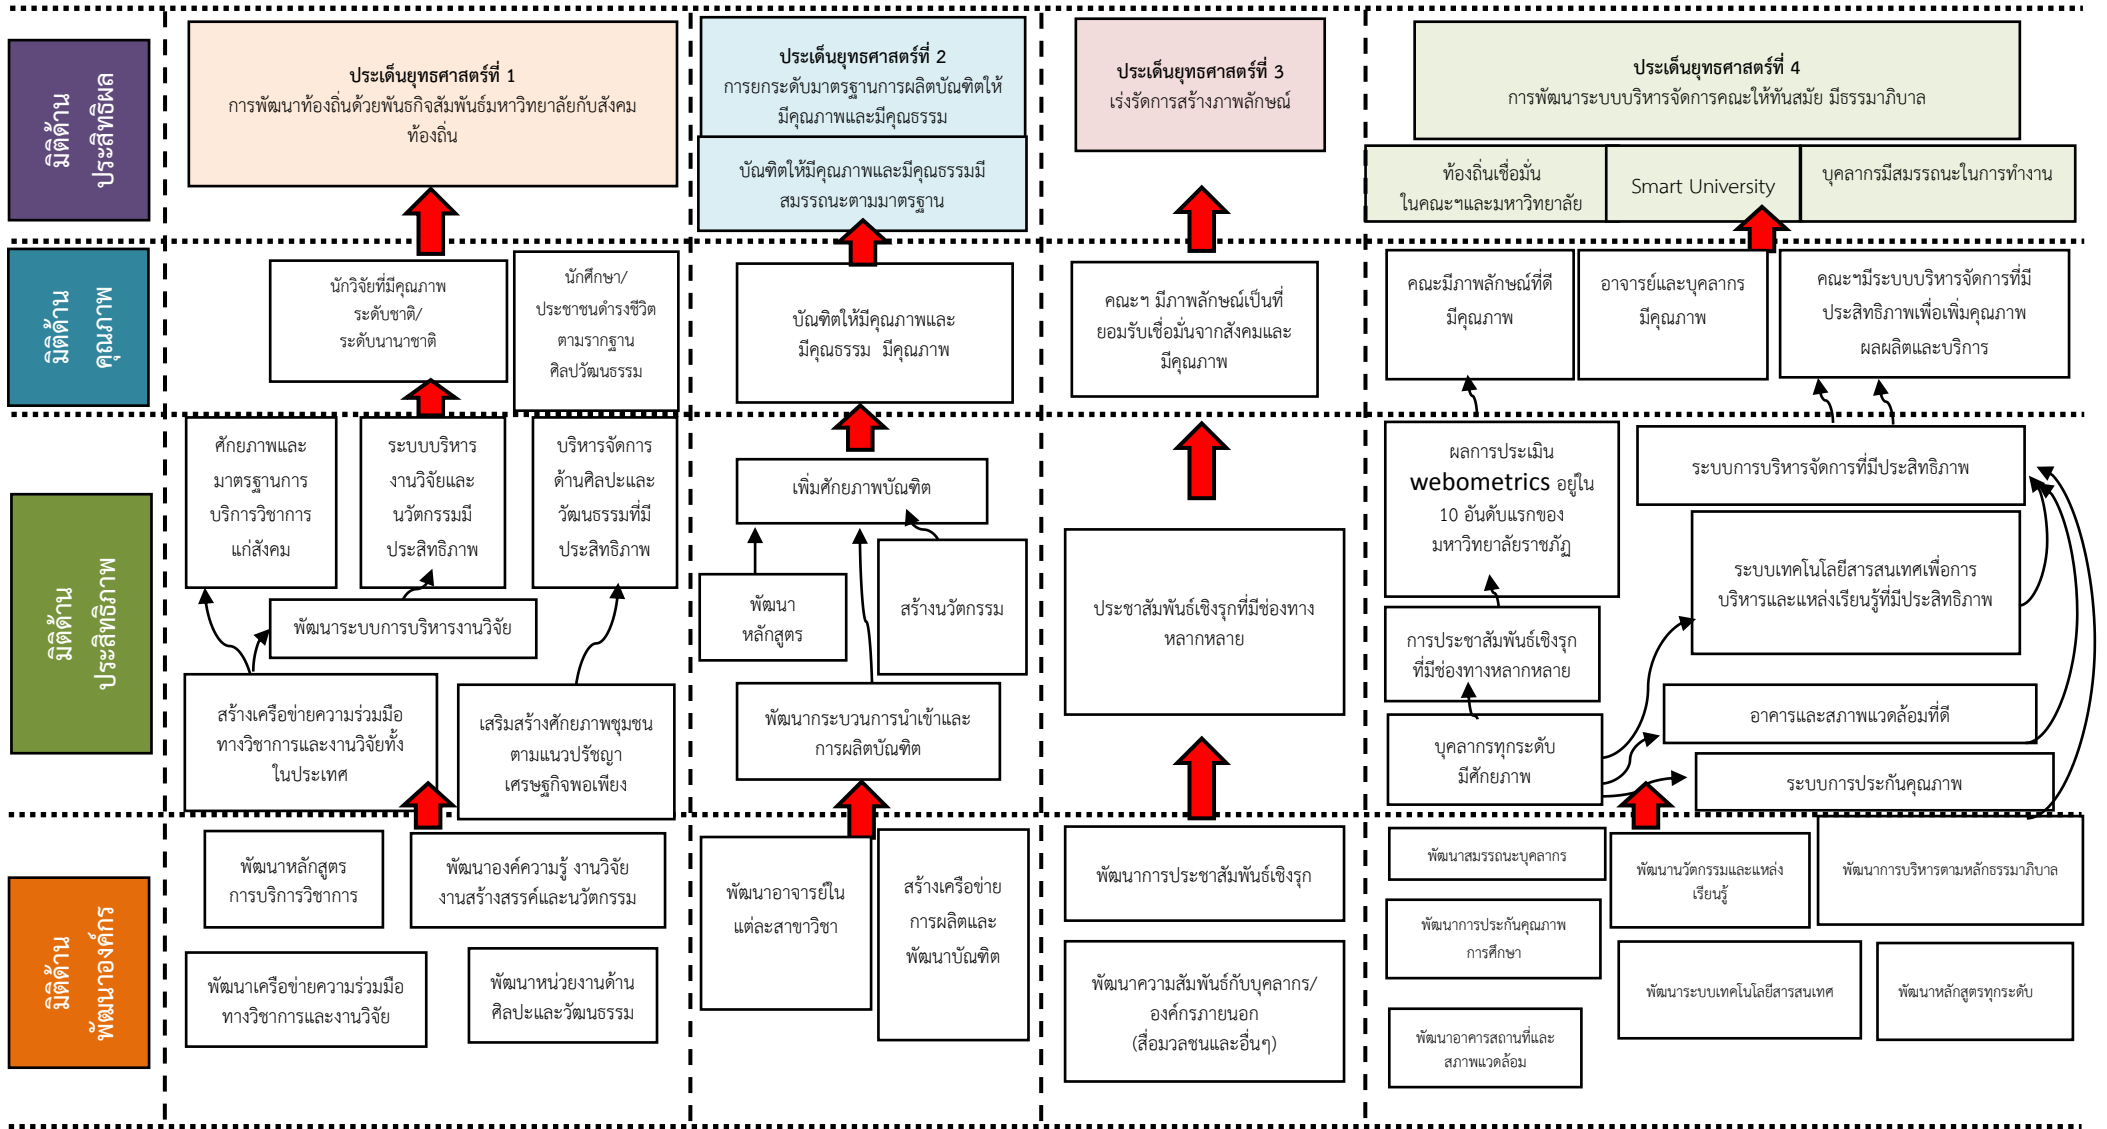 มิติด้าน
ประสิทธิผล
ประเด็นยุทธศาสตร์ที่ 1
การพัฒนาท้องถิ่นด้วยพันธกิจสัมพันธ์มหาวิทยาลัยกับสังคม
ท้องถิ่น
ประเด็นยุทธศาสตร์ที่ 2
การยกระดับมาตรฐานการผลิตบัณฑิตให้
มีคุณภาพและมีคุณธรรม
บัณฑิตให้มีคุณภาพและมีคุณธรรมมี
สมรรถนะตามมาตรฐาน
ประเด็นยุทธศาสตร์ที่ 3
เร่งรัดการสร้างภาพลักษณ์
ประเด็นยุทธศาสตร์ที่ 4
การพัฒนาระบบบริหารจัดการคณะให้ทันสมัย มีธรรมาภิบาล
ท้องถิ่นเชื่อมั่น
ในคณะฯและมหาวิทยาลัย
Smart University
บุคลากรมีสมรรถนะในการทำงาน
มิติด้าน
คุณภาพ
นักวิจัยที่มีคุณภาพ
ระดับชาติ/
ระดับนานาชาติ
นักศึกษา/
ประชาชนดำรงชีวิต
ตามรากฐาน
ศิลปวัฒนธรรม
บัณฑิตให้มีคุณภาพและ
มีคุณธรรม มีคุณภาพ
คณะฯ มีภาพลักษณ์เป็นที่
ยอมรับเชื่อมั่นจากสังคมและ
มีคุณภาพ
คณะมีภาพลักษณ์ที่ดี
มีคุณภาพ
อาจารย์และบุคลากร
มีคุณภาพ
คณะฯมีระบบบริหารจัดการที่มี
ประสิทธิภาพเพื่อเพิ่มคุณภาพ
ผลผลิตและบริการ
มิติด้าน
ประสิทธิภาพ
ศักยภาพและ
มาตรฐานการ
บริการวิชาการ
แก่สังคม
ระบบบริหาร
งานวิจัยและ
นวัตกรรมมี
ประสิทธิภาพ
บริหารจัดการ
ด้านศิลปะและ
วัฒนธรรมที่มี
ประสิทธิภาพ
พัฒนาระบบการบริหารงานวิจัย
สร้างเครือข่ายความร่วมมือ
ทางวิชาการและงานวิจัยทั้ง
ในประเทศ
เสริมสร้างศักยภาพชุมชน
ตามแนวปรัชญา
เศรษฐกิจพอเพียง
เพิ่มศักยภาพบัณฑิต
พัฒนา
หลักสูตร
สร้างนวัตกรรม
พัฒนากระบวนการนำเข้าและ
การผลิตบัณฑิต
ประชาสัมพันธ์เชิงรุกที่มีช่องทาง
หลากหลาย
ผลการประเมิน
webometrics อยู่ใน
10 อันดับแรกของ
มหาวิทยาลัยราชภัฏ
การประชาสัมพันธ์เชิงรุก
ที่มีช่องทางหลากหลาย
บุคลากรทุกระดับ
มีศักยภาพ
ระบบการบริหารจัดการที่มีประสิทธิภาพ
ระบบเทคโนโลยีสารสนเทศเพื่อการ
บริหารและแหล่งเรียนรู้ที่มีประสิทธิภาพ
อาคารและสภาพแวดล้อมที่ดี
ระบบการประกันคุณภาพ
มิติด้าน
พัฒนาองค์กร
พัฒนาหลักสูตร
การบริการวิชาการ
พัฒนาองค์ความรู้ งานวิจัย
งานสร้างสรรค์และนวัตกรรม
พัฒนาเครือข่ายความร่วมมือ
ทางวิชาการและงานวิจัย
พัฒนาหน่วยงานด้าน
ศิลปะและวัฒนธรรม
พัฒนาอาจารย์ใน
แต่ละสาขาวิชา
สร้างเครือข่าย
การผลิตและ
พัฒนาบัณฑิต
พัฒนาการประชาสัมพันธ์เชิงรุก
พัฒนาความสัมพันธ์กับบุคลากร/
องค์กรภายนอก
(สื่อมวลชนและอื่นๆ)
พัฒนาสมรรถนะบุคลากร
พัฒนานวัตกรรมและแหล่ง
เรียนรู้
พัฒนาการบริหารตามหลักธรรมาภิบาล
พัฒนาการประกันคุณภาพ
การศึกษา
พัฒนาระบบเทคโนโลยีสารสนเทศ
พัฒนาหลักสูตรทุกระดับ
พัฒนาอาคารสถานที่และ
สภาพแวดล้อม